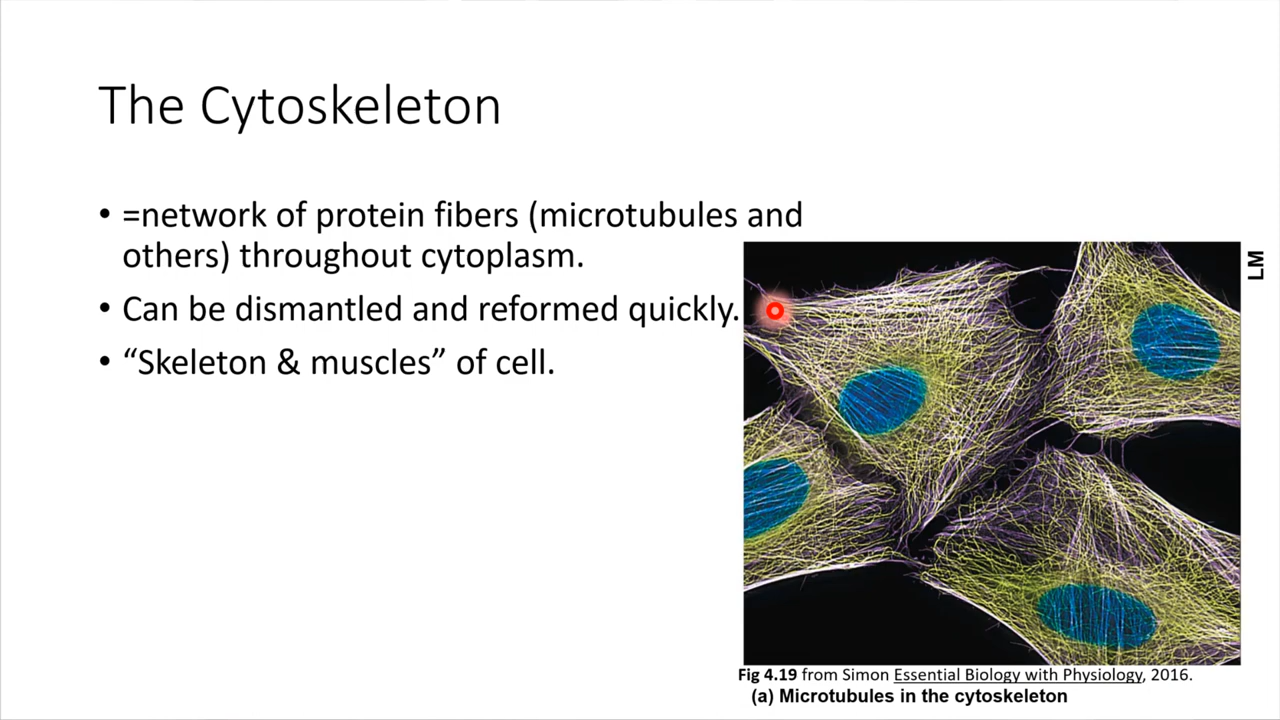 The Cytoskeleton
• =network of protein fibers (microtubules and
others) throughout cytoplasm.
• Can be dismantled and reformed quickly.
• “Skeleton & muscles” of cell.
LM
Fig 4.19 from Simon Essential Biology with Physiology, 2016.
(a) Microtubules in the cytoskeleton